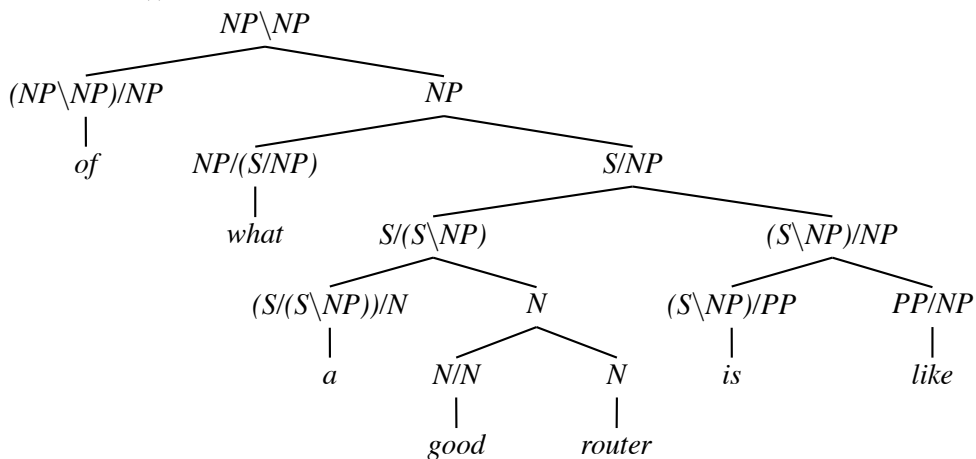 NP\NP
(NP\NP)/NP NP
of NP/(S/NP) S/NP
what S/(S\NP) (S\NP)/NP
(S/(S\NP))/N N (S\NP)/PP PP/NP
a N/N N is like
good router